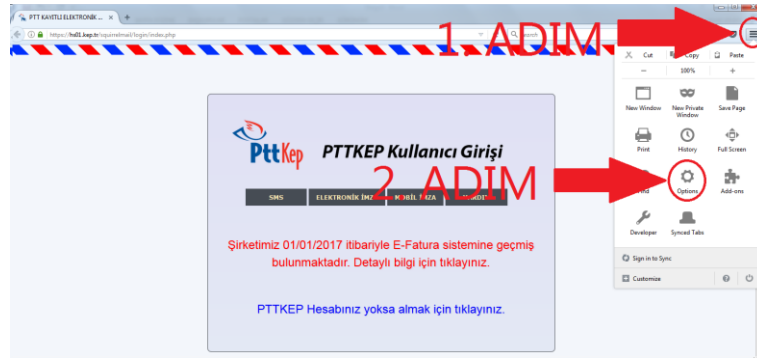 PTT KAYITLI ELEKTRONİK ...
https://hs01.kep.tr/squirrelmail/login/index.php
Search
1. ADIM
Cut
Copy
Paste
100%
New Window
New Private Window
Save Page
Print
History
Full Screen
2. ADIM
Find
Options
Add-ons
Developer
Synced Tabs
Sign in to Sync
Customize
PttKep
PTTKEP Kullanıcı Girişi
SMS
ELEKTRONİK İMZA
MOBİL İMZA
Şirketimiz 01/01/2017 itibariyle E-Fatura sistemine geçmiş
bulunmaktadır. Detaylı bilgi için tıklayınız.
PTTKEP Hesabınız yoksa almak için tıklayınız.